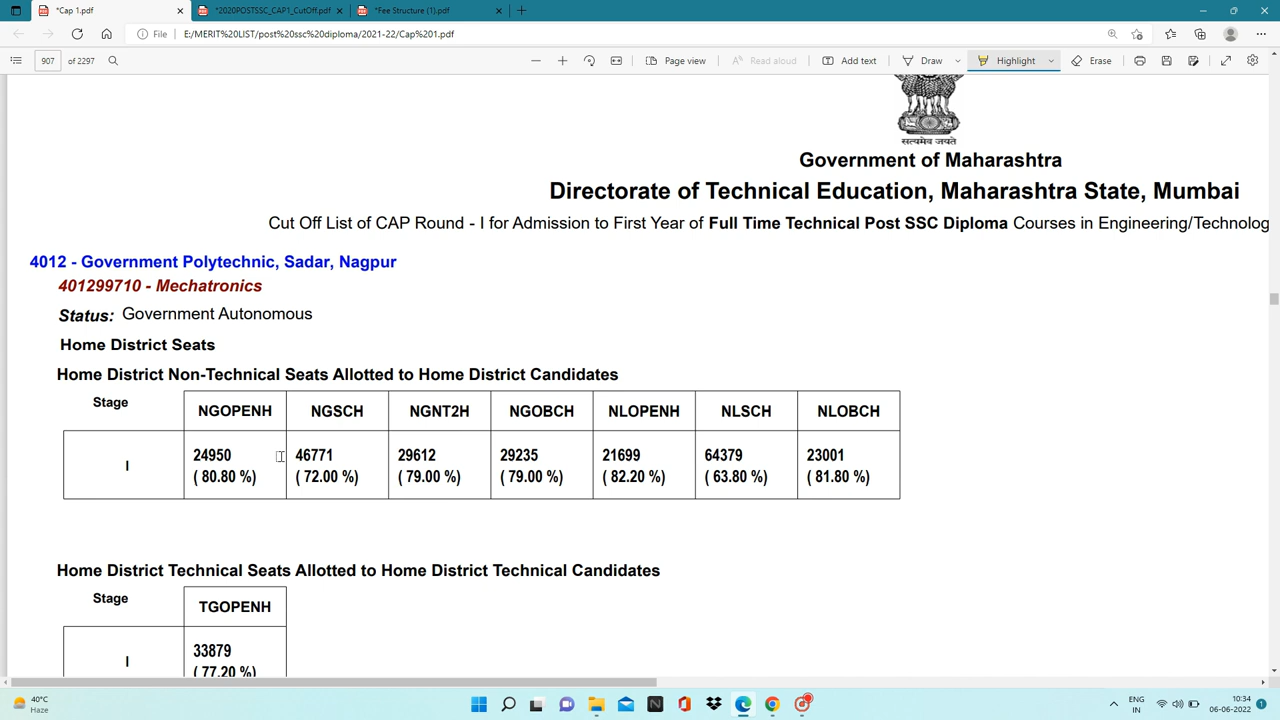 *Cap 1.pdf
*2020POSTSSC_CAP1_CutOff.pdf
*Fee Structure (1).pdf
File
E:/MERIT%20LIST/post%20ssc%20diploma/2021-22/Cap%201.pdf
907 of 2297
Page view
Read aloud
Add text
Draw
Highlight
Erase
सत्यमेव जयते
Government of Maharashtra
Directorate of Technical Education, Maharashtra State, Mumbai
Cut Off List of CAP Round - I for Admission to First Year of Full Time Technical Post SSC Diploma Courses in Engineering/Technolog
4012 - Government Polytechnic, Sadar, Nagpur
401299710 - Mechatronics
Status: Government Autonomous
Home District Seats
Home District Non-Technical Seats Allotted to Home District Candidates
Stage NGOPENH NGSCH NGNT2H NGOBCH NLOPENH NLSCH NLOBCH
I
24950 46771 29612 29235 21699 64379 23001
( 80.80 %) ( 72.00 %) ( 79.00 %) ( 79.00 %) ( 82.20 %) ( 63.80 %) ( 81.80 %)
Home District Technical Seats Allotted to Home District Technical Candidates
Stage TGOPENH
I
33879
( 77.20 %)
40°C
Haze
ENG
IN
10:34
06-06-2022